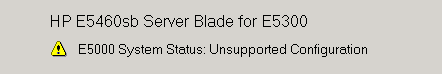 HP E5460sb Server Blade for E5300
E5000 System Status: Unsupported Configuration